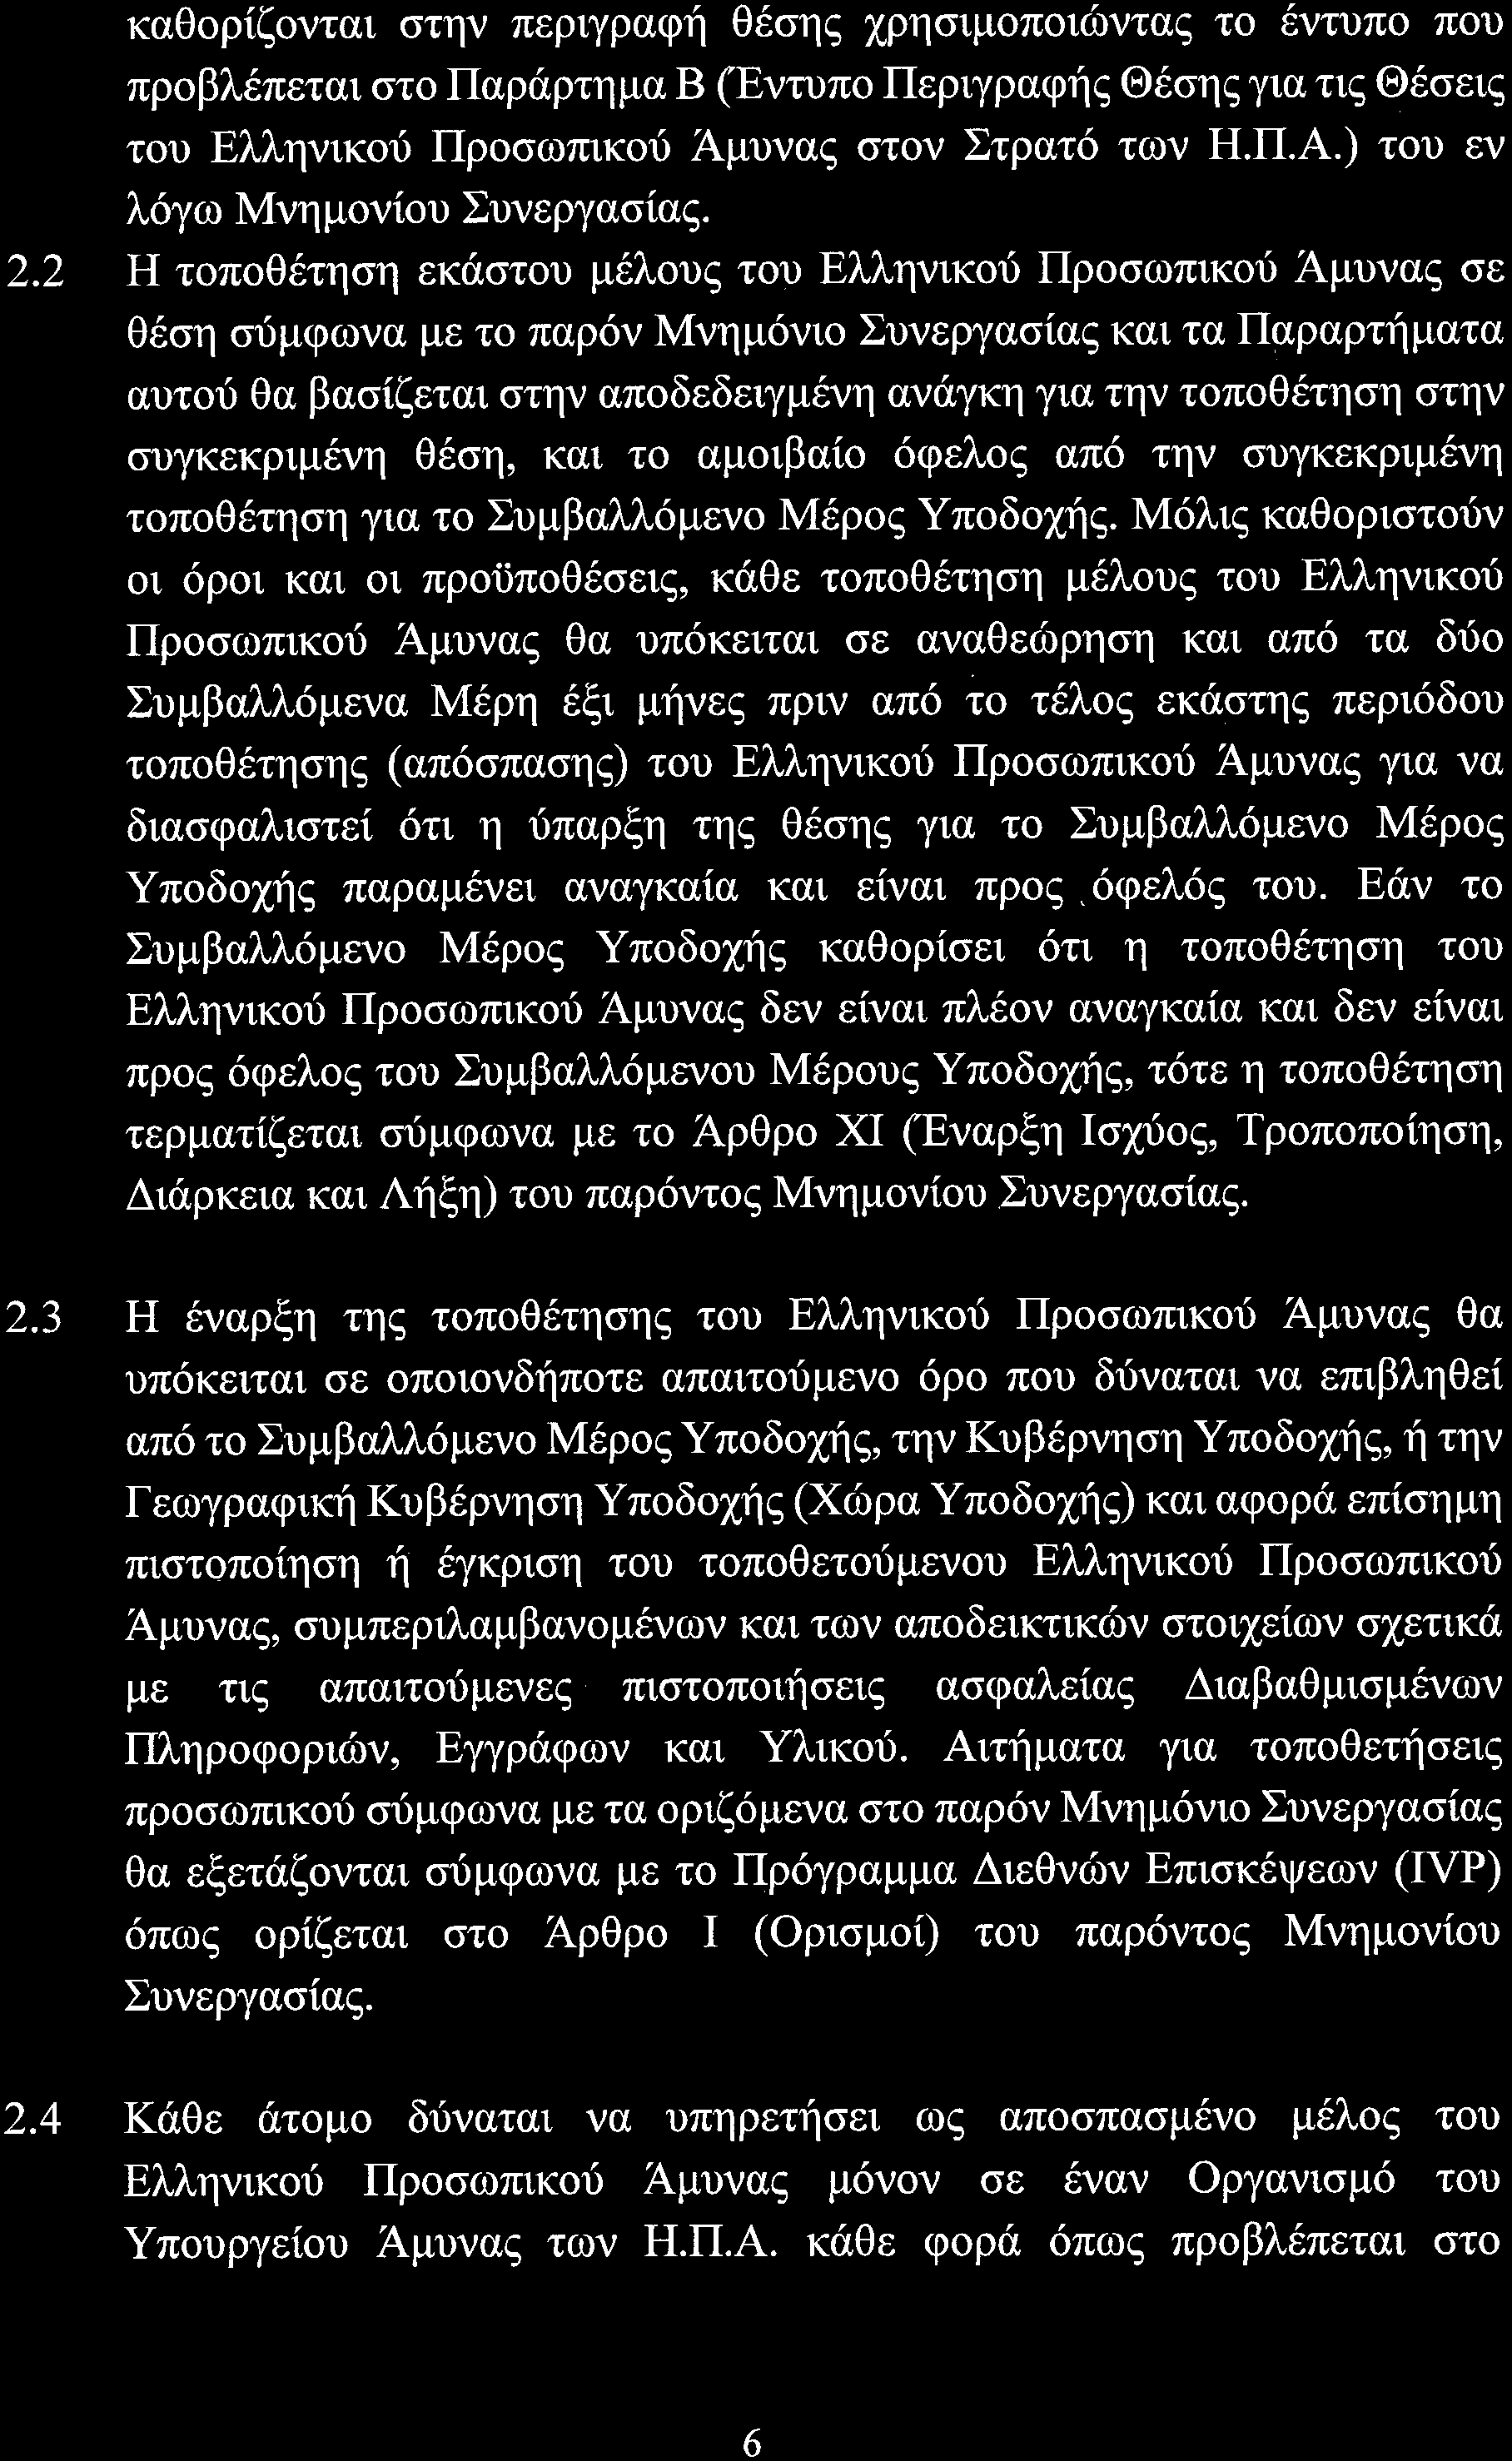 καθορίζονται στην περιγραφή θέσης χρησιμοποιώντας το έντυπο που
προβλέπεται στο Παράρτημα Β (Έντυπο Περιγραφής Θέσης για τις Θέσεις
του Ελληνικού Προσωπικού Άμυνας στον Στρατό των Η.Π.Α.) του εν
λόγω Μνημονίου Συνεργασίας.
2.2 Η τοποθέτηση εκάστου μέλους του Ελληνικού Προσωπικού Άμυνας σε
θέση σύμφωνα με το παρόν Μνημόνιο Συνεργασίας και τα Παραρτήματα
αυτού θα βασίζεται στην αποδεδειγμένη ανάγκη για την τοποθέτηση στην
συγκεκριμένη θέση, και το αμοιβαίο όφελος από την συγκεκριμένη
τοποθέτηση για το Συμβαλλόμενο Μέρος Υποδοχής. Μόλις καθοριστούν
οι όροι και οι προϋποθέσεις, κάθε τοποθέτηση μέλους του Ελληνικού
Προσωπικού Άμυνας θα υπόκειται σε αναθεώρηση και από τα δύο
Συμβαλλόμενα Μέρη έξι μήνες πριν από το τέλος εκάστης περιόδου
τοποθέτησης (απόσπασης) του Ελληνικού Προσωπικού Άμυνας για να
διασφαλιστεί ότι η ύπαρξη της θέσης για το Συμβαλλόμενο Μέρος
Υποδοχής παραμένει αναγκαία και είναι προς όφελός του. Εάν το
Συμβαλλόμενο Μέρος Υποδοχής καθορίσει ότι η τοποθέτηση του
Ελληνικού Προσωπικού Άμυνας δεν είναι πλέον αναγκαία και δεν είναι
προς όφελος του Συμβαλλόμενου Μέρους Υποδοχής, τότε η τοποθέτηση
τερματίζεται σύμφωνα με το Άρθρο XI (Έναρξη Ισχύος, Τροποποίηση,
Διάρκεια και Λήξη) του παρόντος Μνημονίου Συνεργασίας.
2.3 Η έναρξη της τοποθέτησης του Ελληνικού Προσωπικού Άμυνας θα
υπόκειται σε οποιονδήποτε απαιτούμενο όρο που δύναται να επιβληθεί
από το Συμβαλλόμενο Μέρος Υποδοχής, την Κυβέρνηση Υποδοχής, ή την
Γεωγραφική Κυβέρνηση Υποδοχής (Χώρα Υποδοχής) και αφορά επίσημη
πιστοποίηση ή έγκριση του τοποθετούμενου Ελληνικού Προσωπικού
Άμυνας, συμπεριλαμβανομένων και των αποδεικτικών στοιχείων σχετικά
με τις απαιτούμενες πιστοποιήσεις ασφαλείας Διαβαθμισμένων
Πληροφοριών, Εγγράφων και Υλικού. Αιτήματα για τοποθετήσεις
προσωπικού σύμφωνα με τα οριζόμενα στο παρόν Μνημόνιο Συνεργασίας
θα εξετάζονται σύμφωνα με το Πρόγραμμα Διεθνών Επισκέψεων (IVP)
όπως ορίζεται στο Άρθρο I (Ορισμοί) του παρόντος Μνημονίου
Συνεργασίας.
2.4 Κάθε άτομο δύναται να υπηρετήσει ως αποσπασμένο μέλος του
Ελληνικού Προσωπικού Άμυνας μόνον σε έναν Οργανισμό του
Υπουργείου Άμυνας των Η.Π.Α. κάθε φορά όπως προβλέπεται στο
6